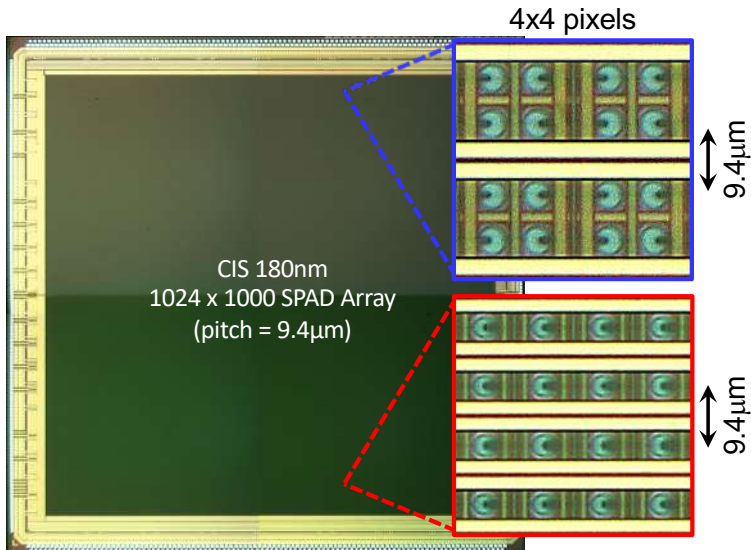 4x4 pixels
9.4μm
CIS 180nm
1024 x 1000 SPAD Array
(pitch = 9.4μm)
9.4μm